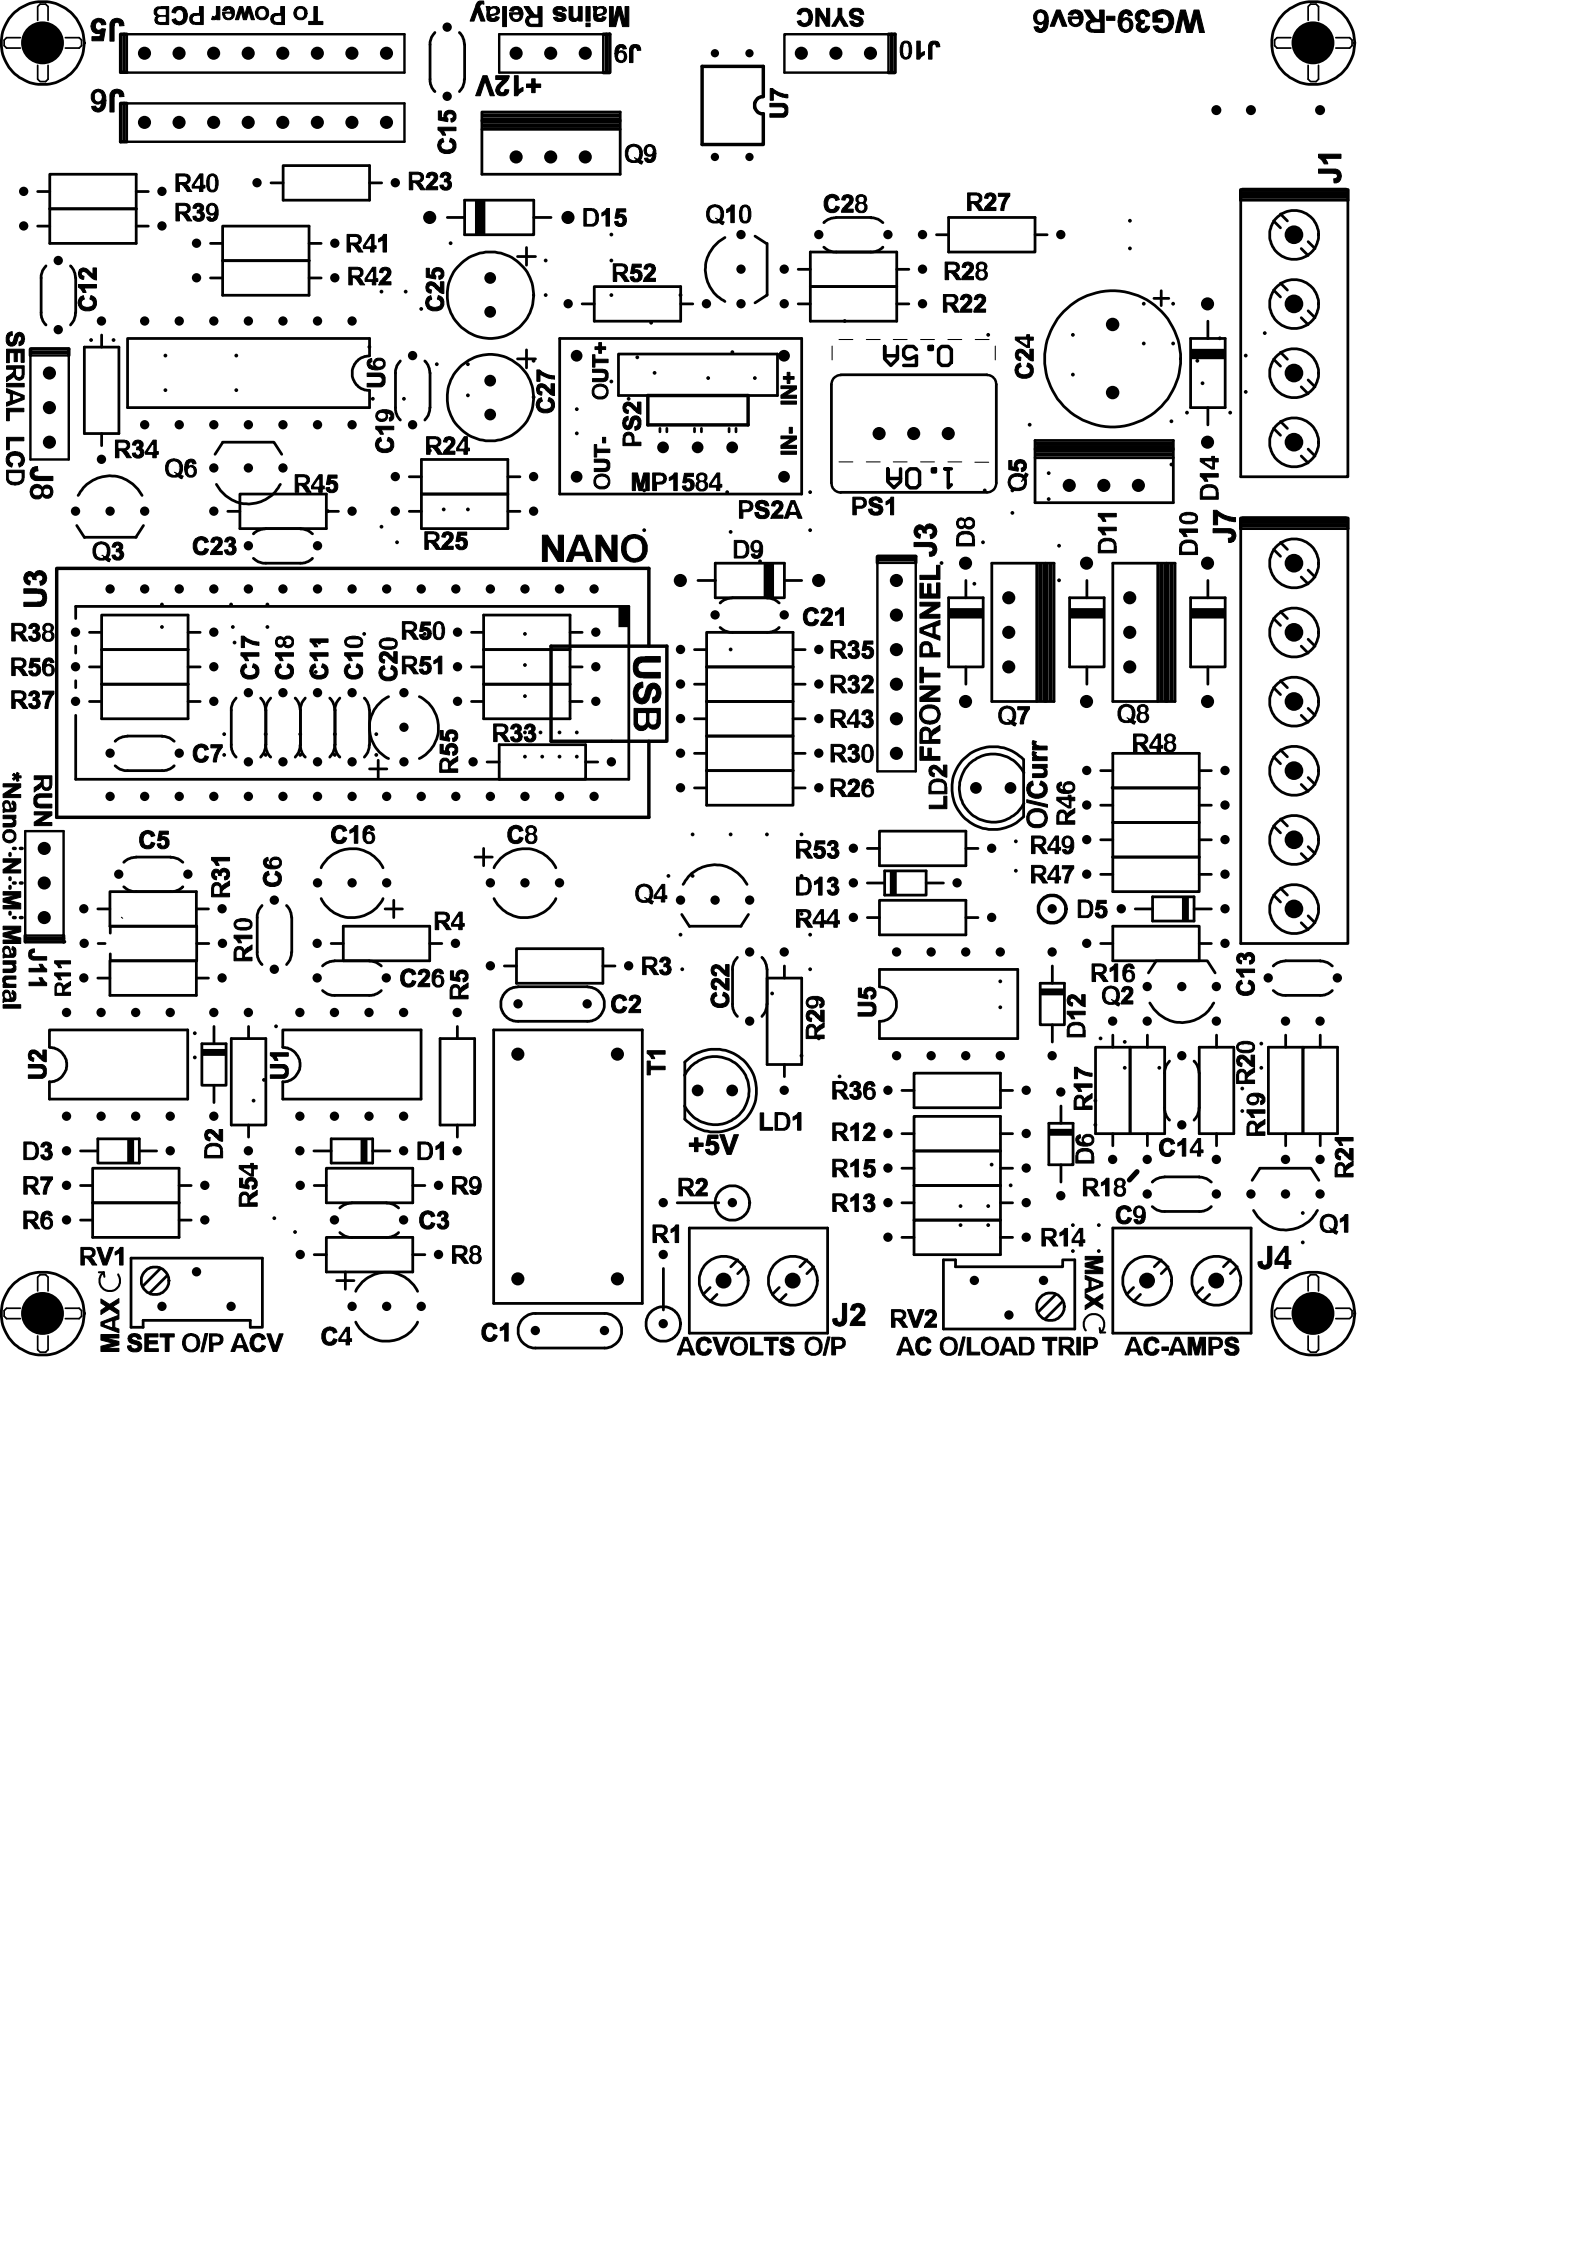 J5
To Power PCB
Mains Relay
SYNC
WG39-Rev6
J9
J10
+12V
J6
C15
U7
Q9
J1
R40
R23
R39
D15
Q10
C28
R27
R41
R42
C12
C25
R52
R28
R22
C24
SERIAL LCD
U6
C19
C27
OUT+
IN+
0.5A
PS2
OUT-
IN-
MP1584
1.0A
PS1
PS2A
R34
Q6
R45
R24
R25
Q5
D14
J8
Q3
C23
NANO
D9
J3
D8
D11
D10
J7
U3
C21
FRONT PANEL
R38
R56
R37
C17
C18
C11
C10
C20
R50
R51
USB
R35
R32
R43
R30
R26
Q7
Q8
C7
R55
R33
LD2
O/Curr
R48
R46
R49
R47
RUN
*Nano :N::M: Manual
C5
C16
C8
R53
R31
C6
Q4
D13
R44
D5
R10
R4
J11
R11
C26
R5
R3
C2
C22
R29
U5
D12
R16
Q2
C13
U2
U1
T1
R36
R17
R20
R19
D3
D2
D1
+5V
LD1
R12
D6
C14
R21
R7
R54
R9
R2
R15
R18
R6
C3
R1
R13
C9
Q1
RV1
R8
R14
J4
MAX
SET O/P ACV
C4
C1
J2
ACVOLTS O/P
RV2
MAX
AC O/LOAD TRIP
AC-AMPS